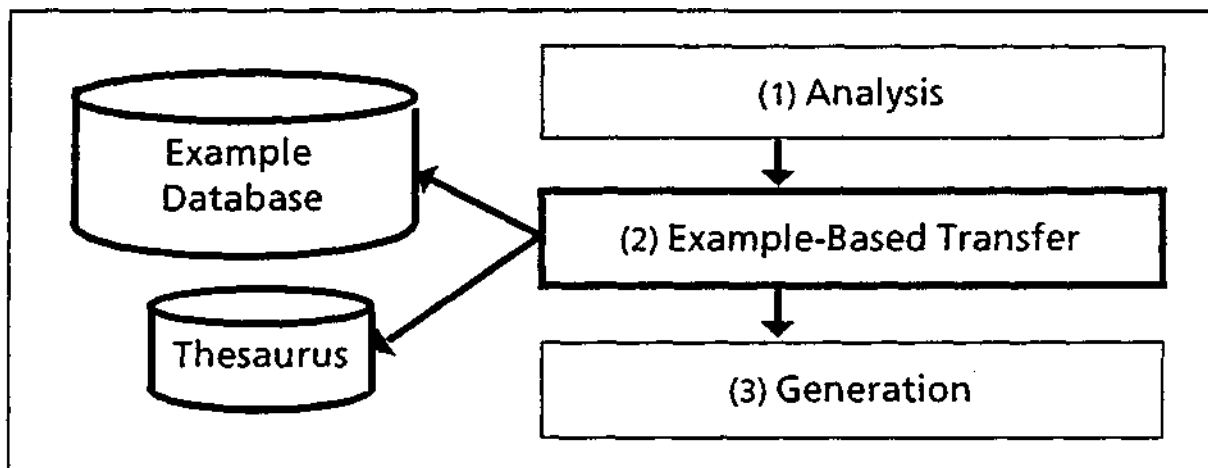 Example
Database
Thesaurus
(1) Analysis
(2) Example-Based Transfer
(3) Generation